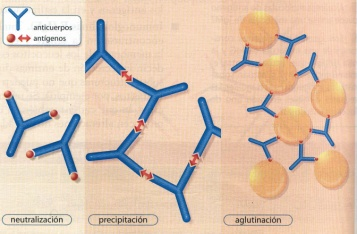 anticuerpos
antígenos
neutralización
precipitación
aglutinación